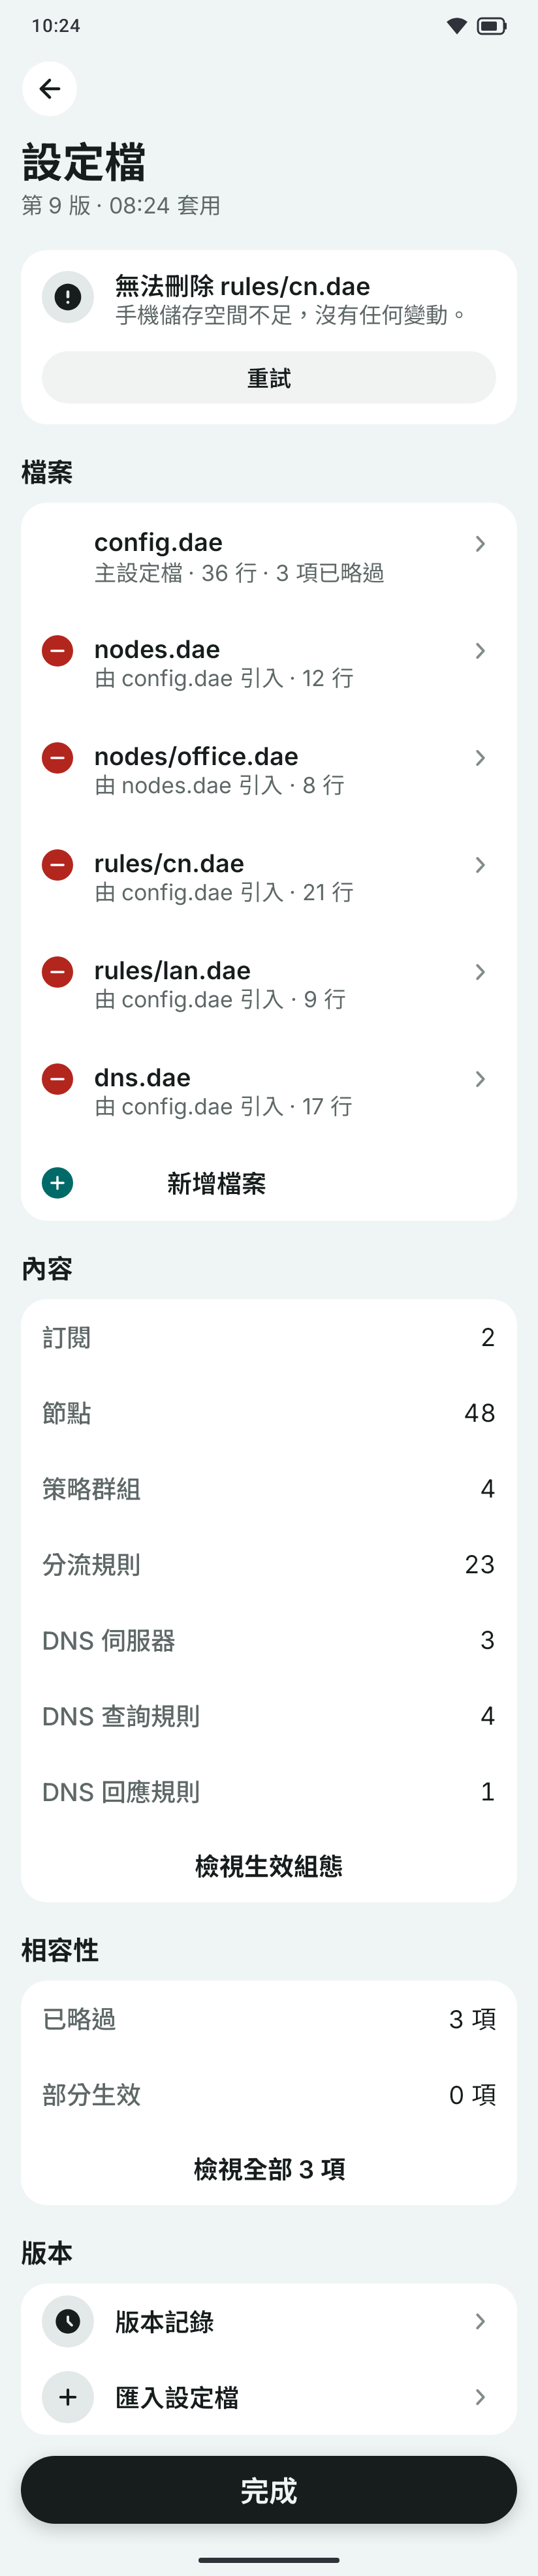 10:24
設定檔
第 9 版 · 08:24 套用
無法刪除 rules/cn.dae
手機儲存空間不足，沒有任何變動。
重試
檔案
config.dae
主設定檔 · 36 行 · 3 項已略過
nodes.dae
由 config.dae 引入 · 12 行
nodes/office.dae
由 nodes.dae 引入 · 8 行
rules/cn.dae
由 config.dae 引入 · 21 行
rules/lan.dae
由 config.dae 引入 · 9 行
dns.dae
由 config.dae 引入 · 17 行
新增檔案
內容
訂閱 2
節點 48
策略群組 4
分流規則 23
DNS 伺服器 3
DNS 查詢規則 4
DNS 回應規則 1
檢視生效組態
相容性
已略過 3 項
部分生效 0 項
檢視全部 3 項
版本
版本記錄
匯入設定檔
完成